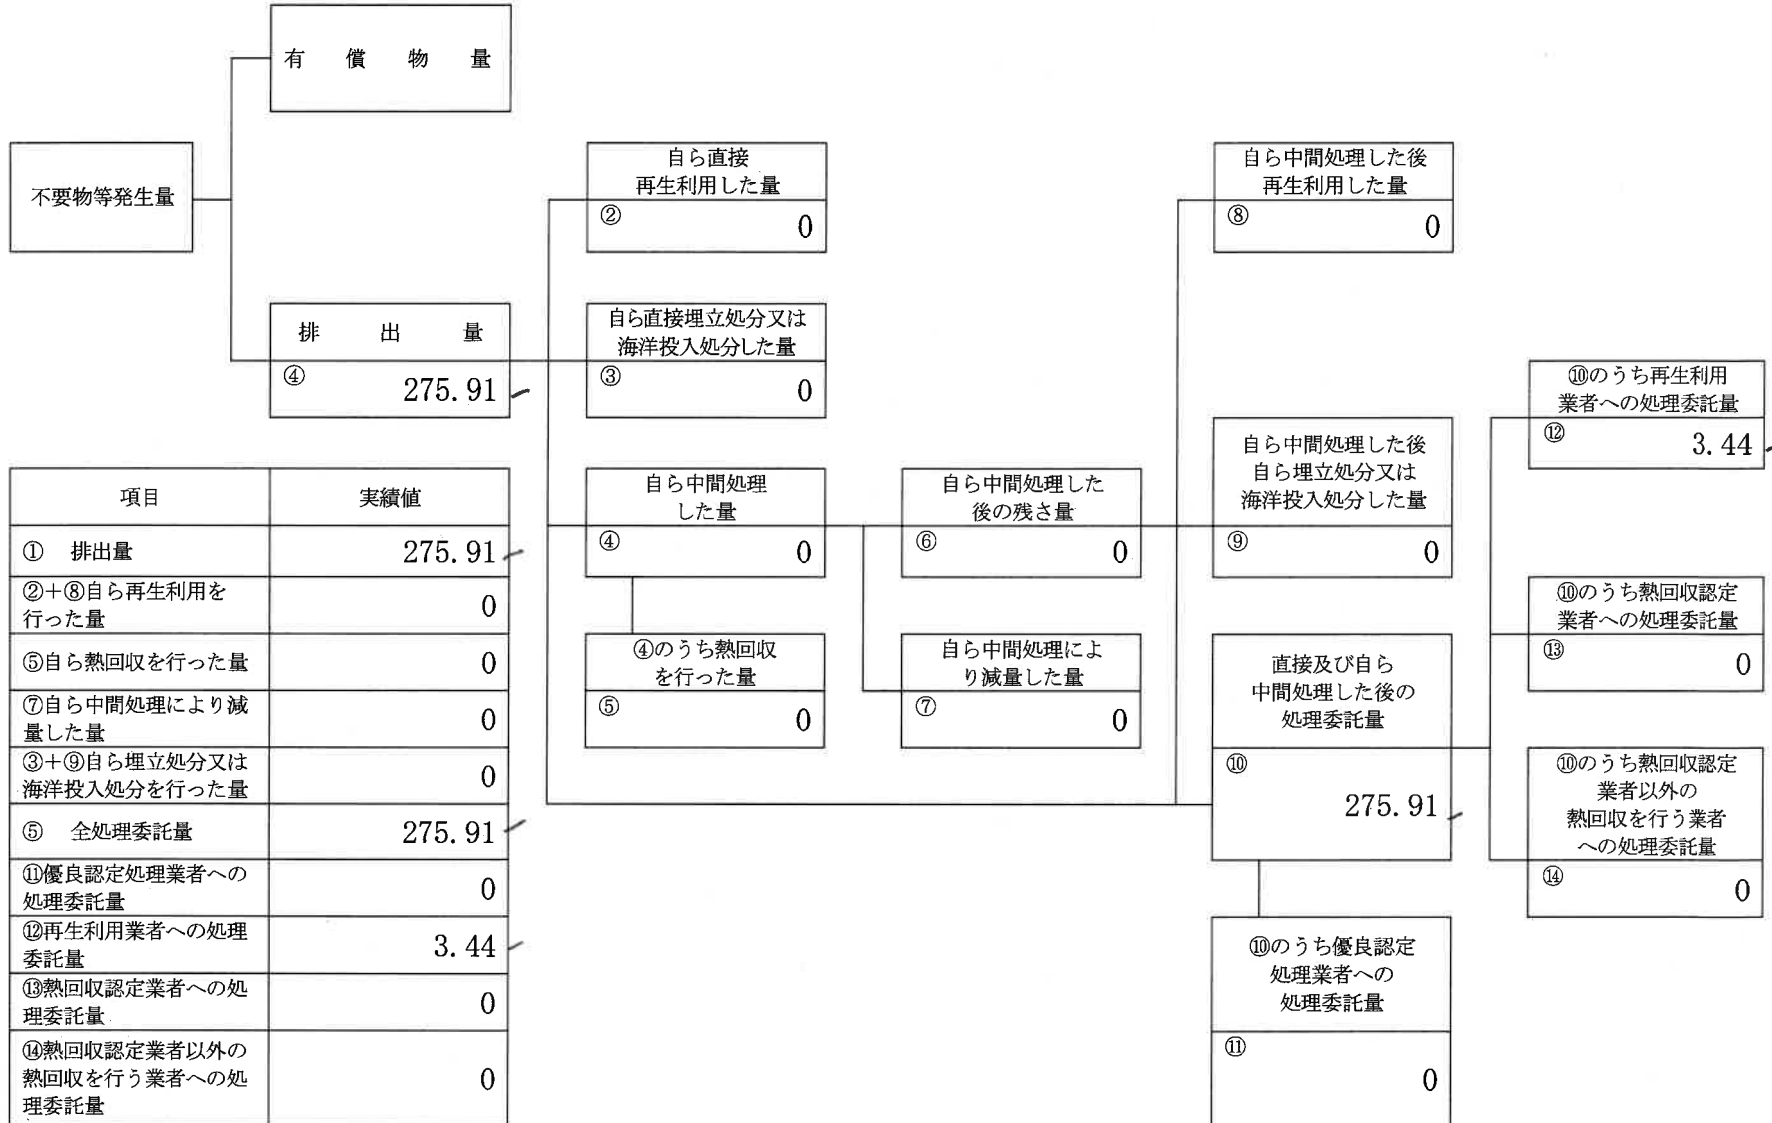 有償物量
不要物等発生量
排出量
④
275.91
自ら直接
再生利用した量
②
0
自ら直接埋立処分又は
海洋投入処分した量
③
0
自ら中間処理
した量
④
0
④のうち熱回収
を行った量
⑤
0
自ら中間処理した
後の残さ量
⑥
0
自ら中間処理によ
り減量した量
⑦
0
自ら中間処理した後
再生利用した量
⑧
0
自ら中間処理した後
自ら埋立処分又は
海洋投入処分した量
⑨
0
直接及び自ら
中間処理した後の
処理委託量
⑩
275.91
⑩のうち優良認定
処理業者への
処理委託量
⑪
0
⑩のうち再生利用
業者への処理委託量
⑫
3.44
⑩のうち熱回収認定
業者への処理委託量
⑬
0
⑩のうち熱回収認定
業者以外の
熱回収を行う業者
への処理委託量
⑭
0
項目 実績値
① 排出量 275.91
②+⑧自ら再生利用を
行った量
0
⑤自ら熱回収を行った量 0
⑦自ら中間処理により減
量した量
0
③+⑨自ら埋立処分又は
海洋投入処分を行った量
0
⑤ 全処理委託量 275.91
⑪優良認定処理業者への
処理委託量
0
⑫再生利用業者への処理
委託量
3.44
⑬熱回収認定業者への処
理委託量
0
⑭熱回収認定業者以外の
熱回収を行う業者への処
理委託量
0